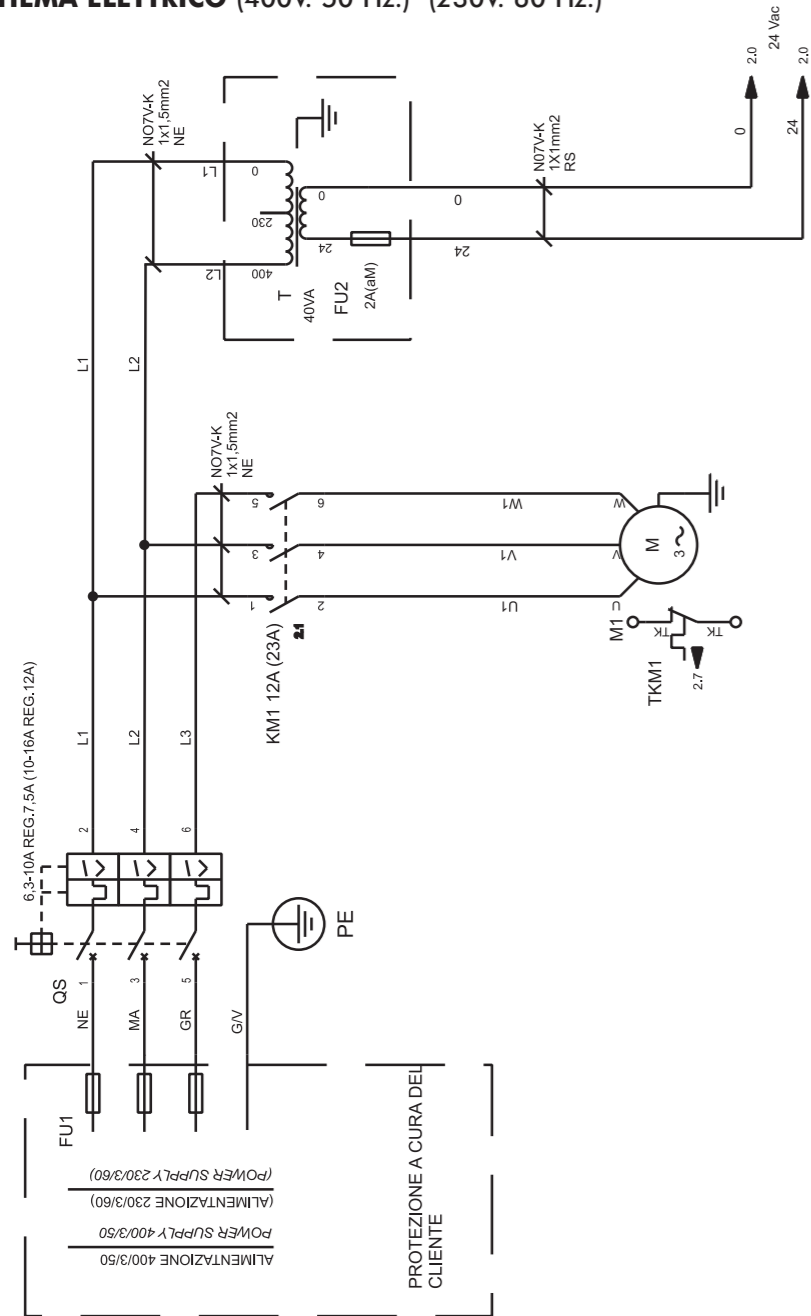 HEMA ELETTRICO (400v. 50 Hz.) (230v. 60 Hz.)
24 Vac
2.0
2.0
0
24
NO7V-K
1x1,5mm2
NE
L1
L2
0
230
400
T
40VA
0
24
FU2
2A(aM)
0
24
N07V-K
1X1mm2
RS
L1
L2
NO7V-K
1x1,5mm2
NE
1
3
5
2
4
6
KM1 12A (23A)
2.1
U1
V1
W1
U
V
W
M
3
M1
TK
TK
TKM1
2.7
6,3-10A REG.7,5A (10-16A REG.12A)
L1
L2
L3
2
4
6
QS
1
3
5
NE
MA
GR
G/V
PE
FU1
ALIMENTAZIONE 400/3/50
POWER SUPPLY 400/3/50
(ALIMENTAZIONE 230/3/60)
(POWER SUPPLY 230/3/60)
PROTEZIONE A CURA DEL
CLIENTE